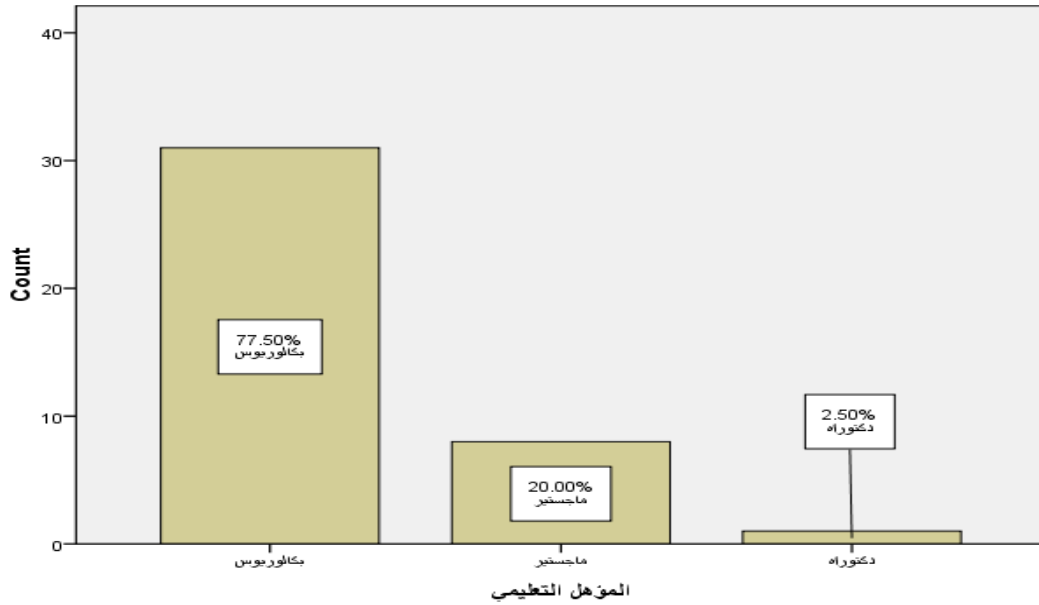 40
30
20
10
0
Count
77.50%
بكالوريوس
20.00%
ماجستير
2.50%
دكتوراه
بكالوريوس
ماجستير
دكتوراه
المؤهل التعليمي